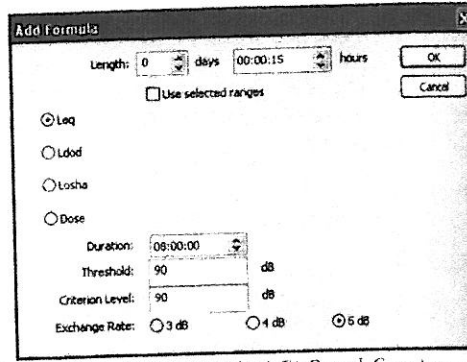 Add Formula
Length: 0 days 00:00:15 hours OK
Use selected ranges Cancel
Leq
Ldod
Losha
Dose
Duration: 08:00:00
Threshold: 90 dB
Criterion Level: 90 dB
Exchange Rate: 3 dB 4 dB 5 dB